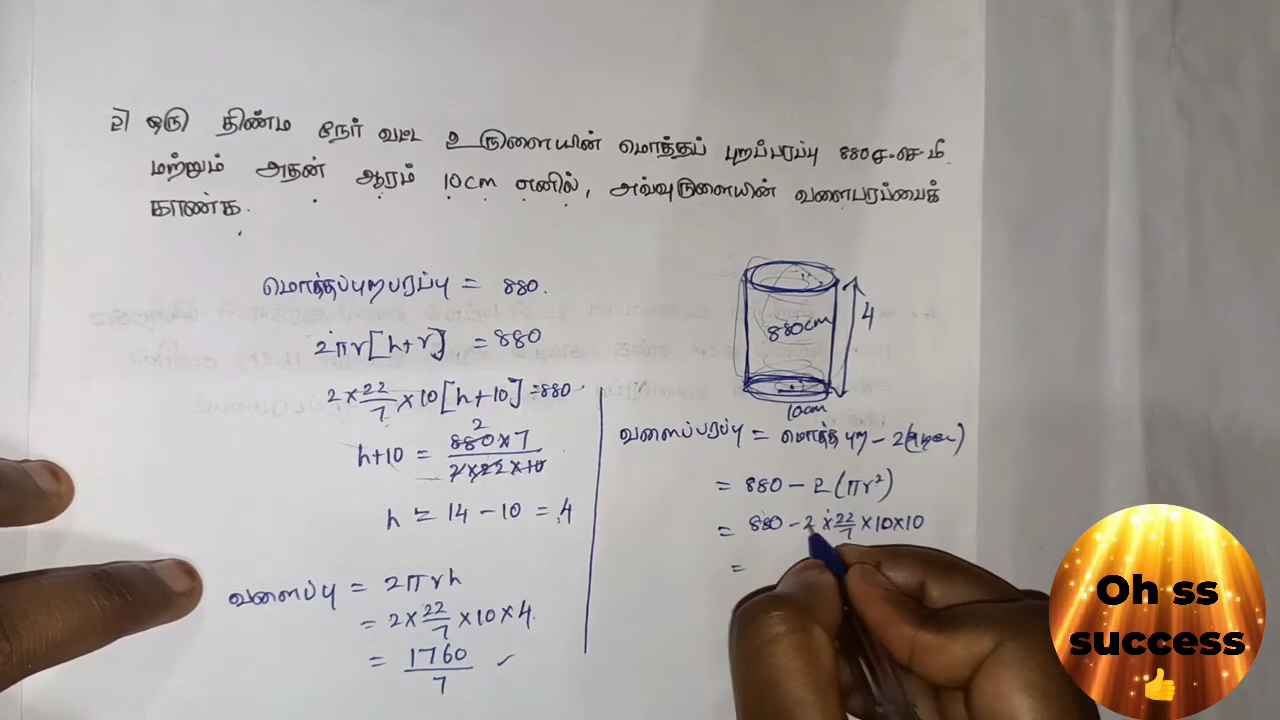 2) ஒரு திண்ம நேர் வட்ட உருளையின் மொத்தப் புறப்பரப்பு 880ச.செ.மீ
மற்றும் அதன் ஆரம் 10cm எனில், அவ்வுருளையின் வளைபரப்பைக்
காண்க.
மொத்தப்புறபரப்பு = 880.
2πr[h+r] = 880
2×22/7×10[h+10]=880
h+10 = 880×7/2×22×10
2
h = 14 - 10 = 4
வளைப்பு = 2πrh
= 2×22/7×10×4
= 1760/7
880cm
4
10cm
வளைப்பரப்பு = மொத்த புற - 2
= 880 - 2(πr²)
= 880 - 2×22/7×10×10
=
Oh ss
success